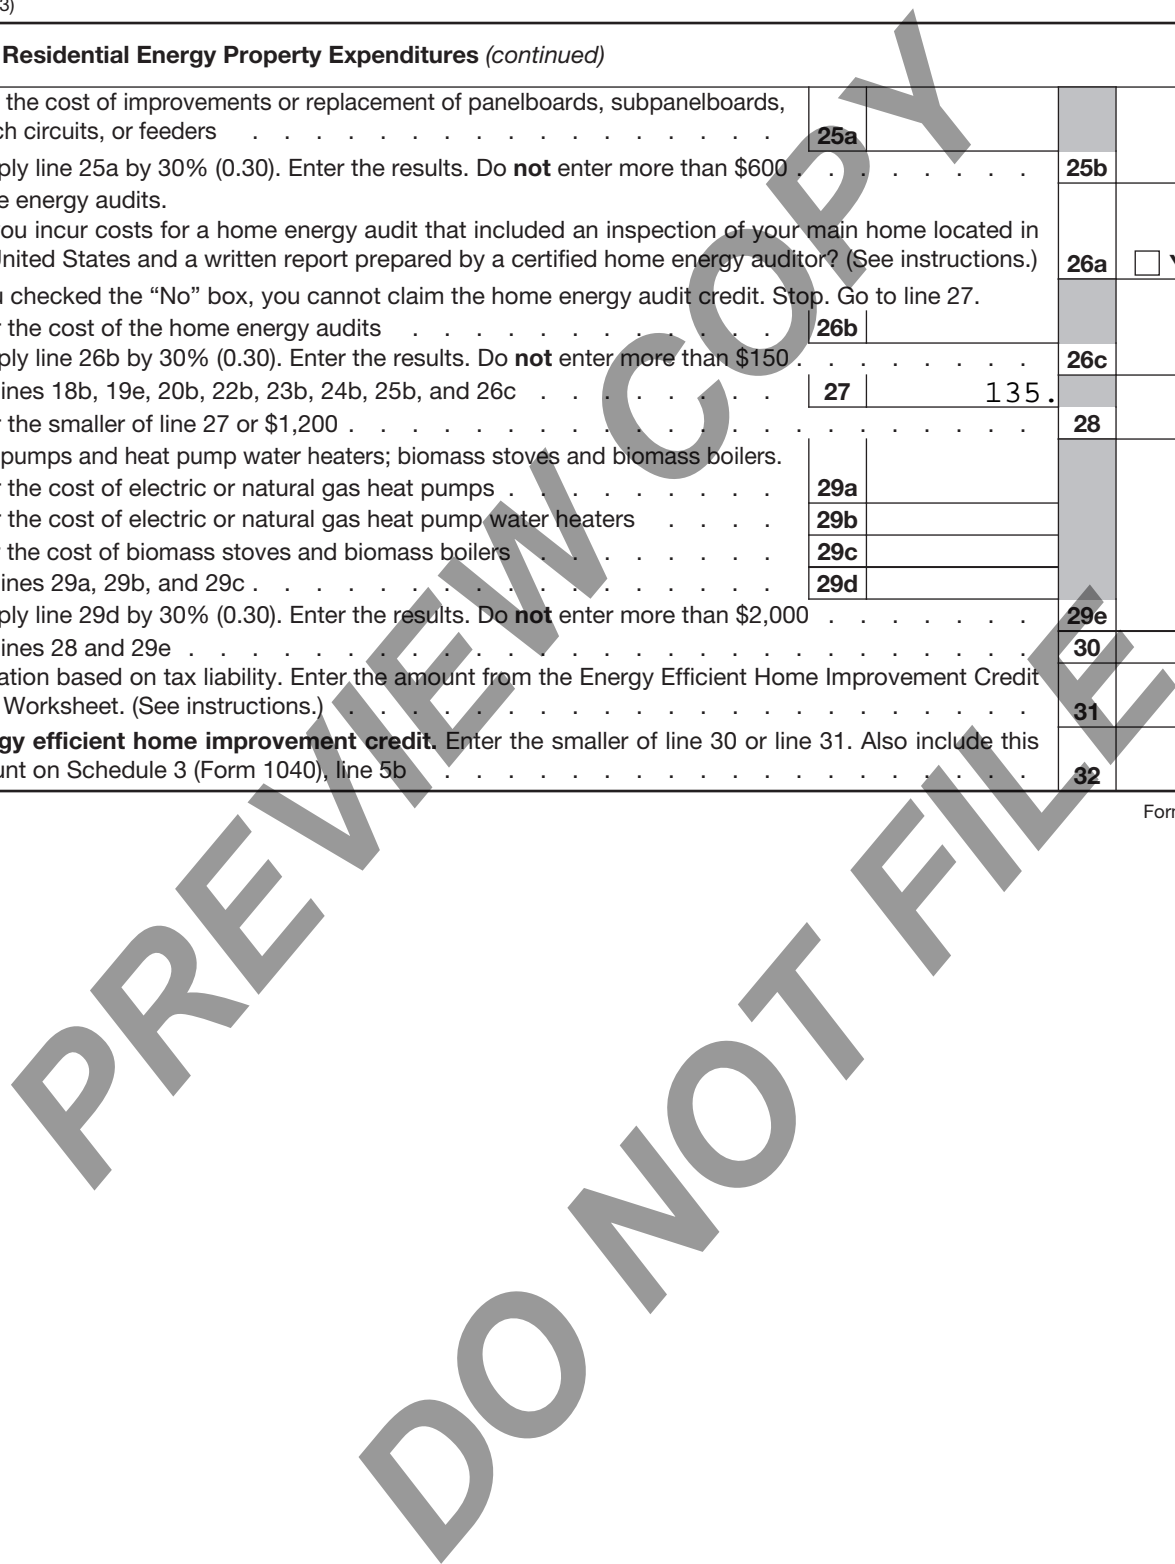 3)
Residential Energy Property Expenditures (continued)
the cost of improvements or replacement of panelboards, subpanelboards,
ch circuits, or feeders . . . . . . . . . . . . . . . . . 25a
ply line 25a by 30% (0.30). Enter the results. Do not enter more than $600 . . . . . . . . 25b
e energy audits.
ou incur costs for a home energy audit that included an inspection of your main home located in
United States and a written report prepared by a certified home energy auditor? (See instructions.) 26a
u checked the “No” box, you cannot claim the home energy audit credit. Stop. Go to line 27.
r the cost of the home energy audits . . . . . . . . . . . . 26b
ply line 26b by 30% (0.30). Enter the results. Do not enter more than $150 . . . . . . . . 26c
ines 18b, 19e, 20b, 22b, 23b, 24b, 25b, and 26c . . . . . . . . 27 135.
r the smaller of line 27 or $1,200 . . . . . . . . . . . . . . . . . . . . . . 28
pumps and heat pump water heaters; biomass stoves and biomass boilers.
r the cost of electric or natural gas heat pumps . . . . . . . . . 29a
r the cost of electric or natural gas heat pump water heaters . . . . 29b
r the cost of biomass stoves and biomass boilers . . . . . . . . 29c
ines 29a, 29b, and 29c . . . . . . . . . . . . . . . . . 29d
ply line 29d by 30% (0.30). Enter the results. Do not enter more than $2,000 . . . . . . . 29e
ines 28 and 29e . . . . . . . . . . . . . . . . . . . . . . . . . . . 30
ation based on tax liability. Enter the amount from the Energy Efficient Home Improvement Credit
Worksheet. (See instructions.) . . . . . . . . . . . . . . . . . . . . . . 31
gy efficient home improvement credit. Enter the smaller of line 30 or line 31. Also include this
unt on Schedule 3 (Form 1040), line 5b . . . . . . . . . . . . . . . . . . . 32
Form
PREVIEW COPY
DO NOT FILE